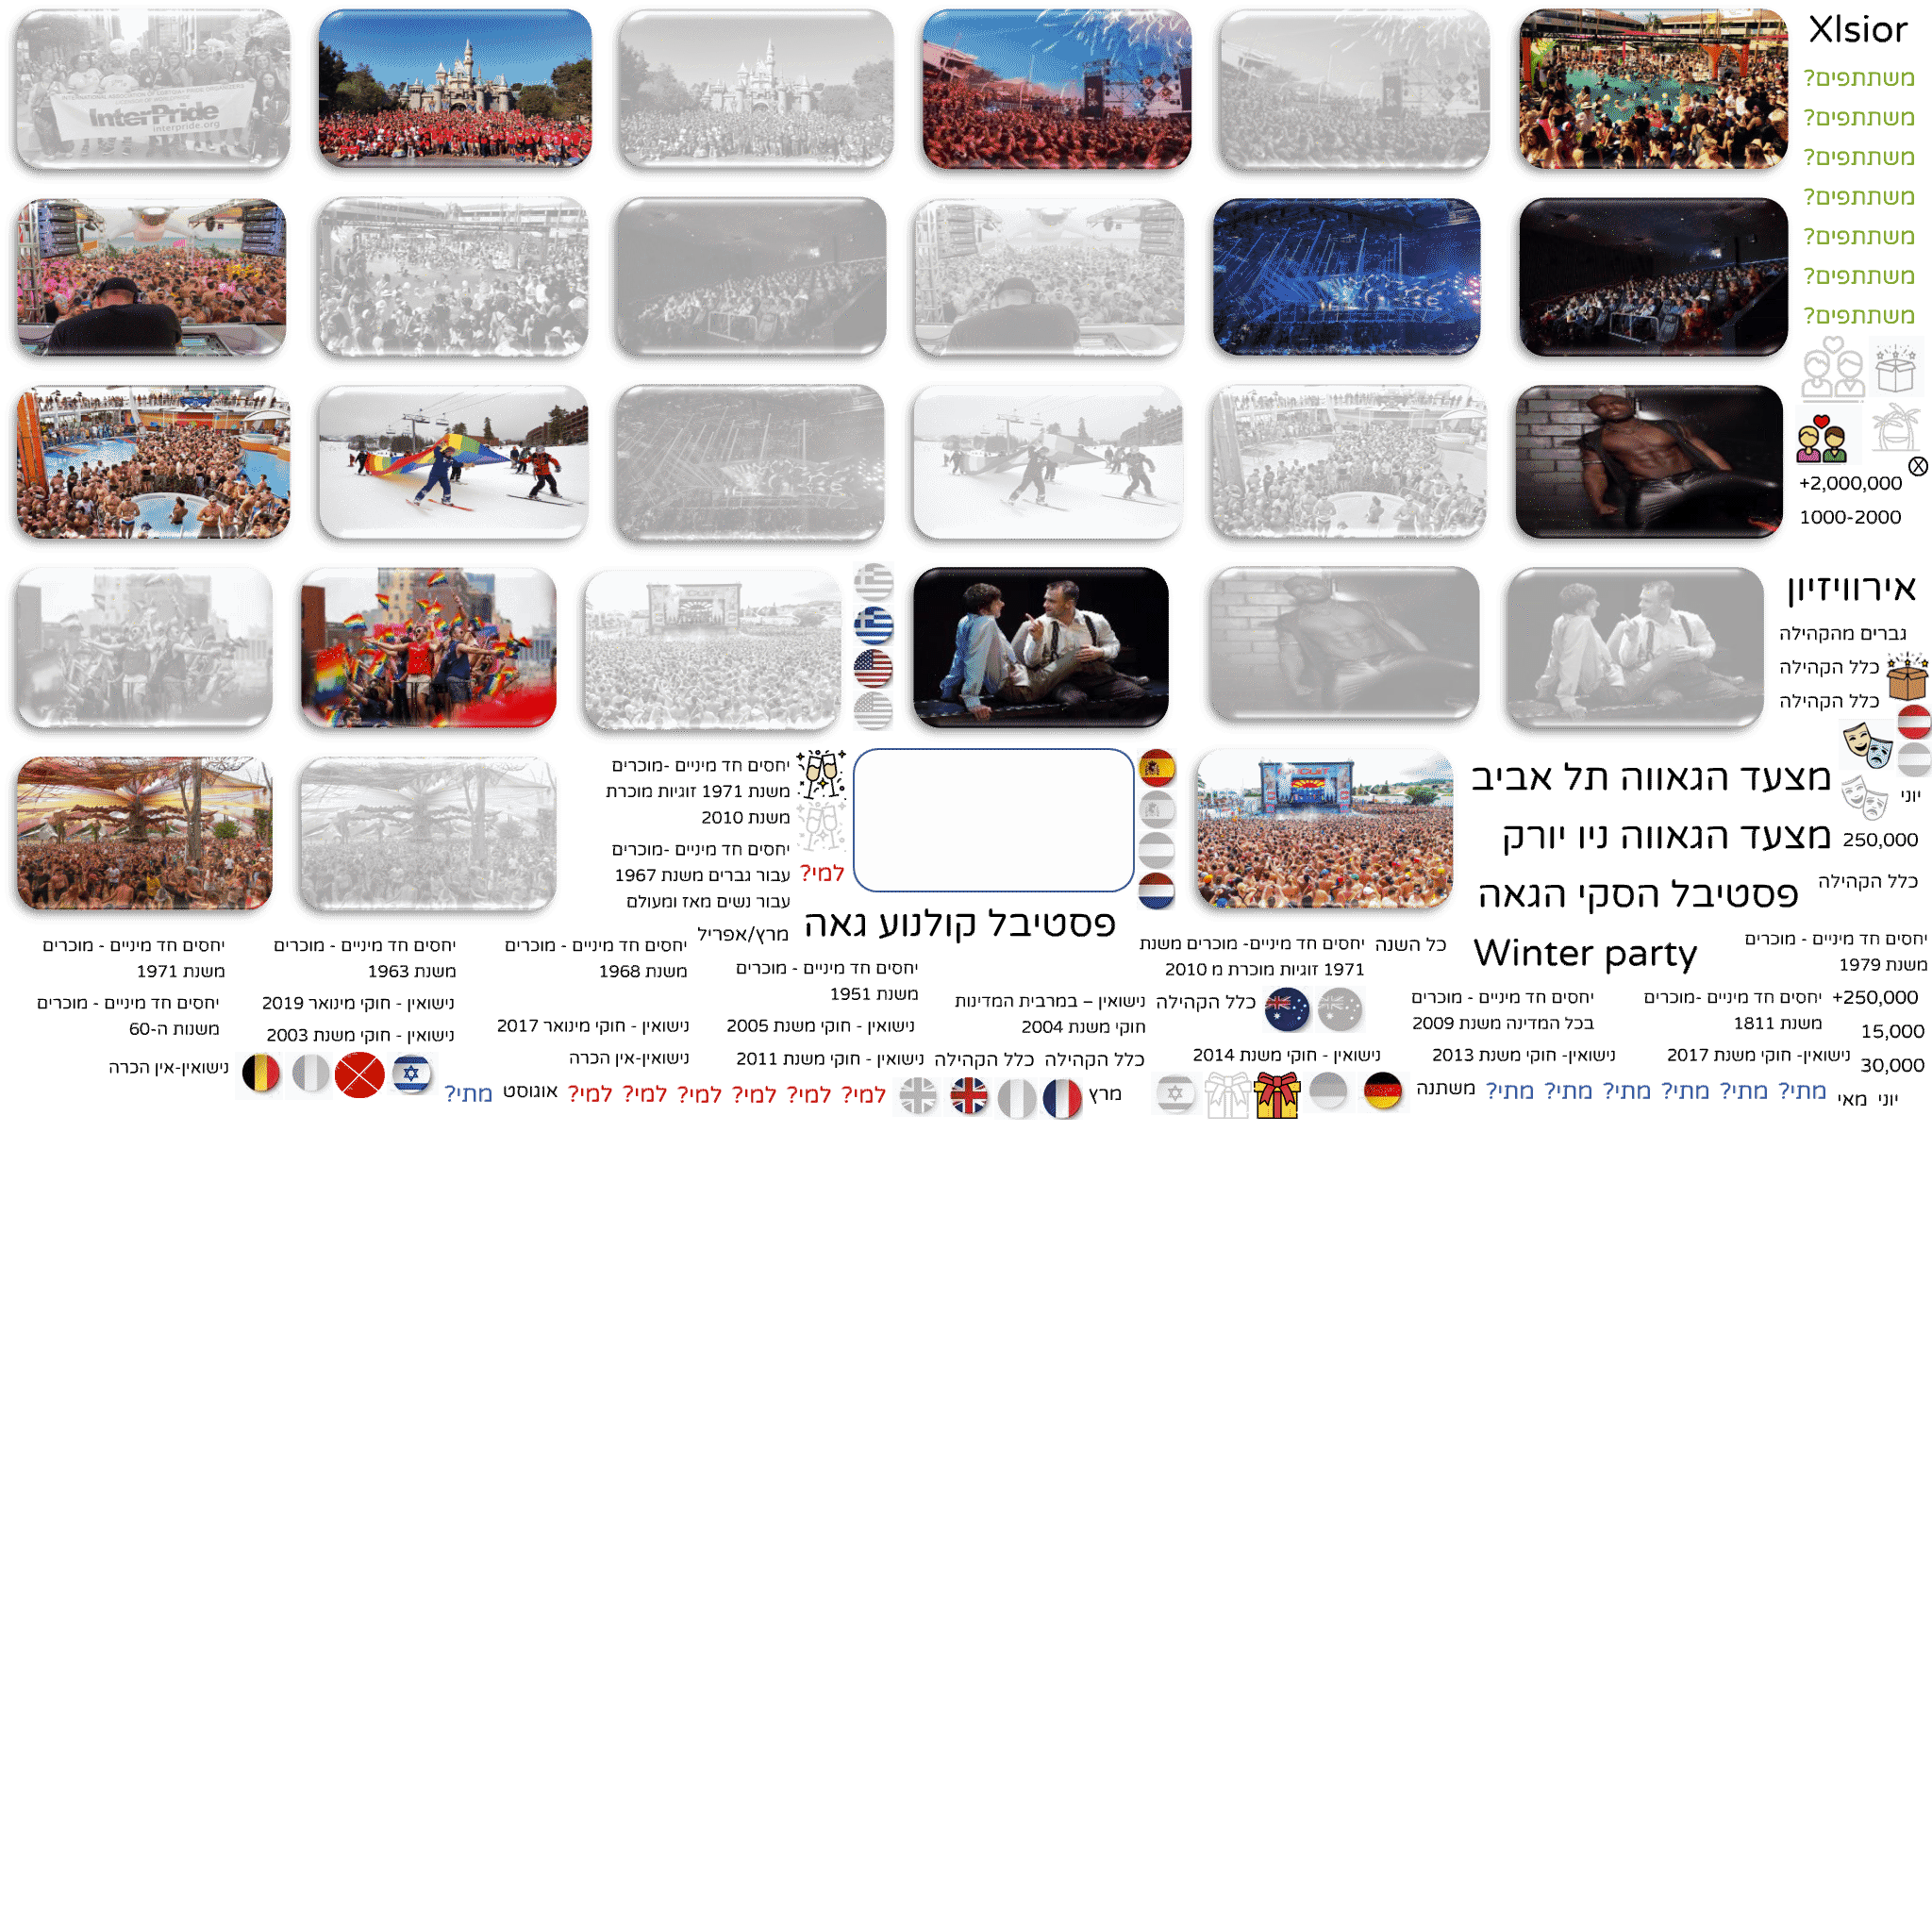 INTERNATIONAL ASSOCIATION OF LGBTQIA+ PRIDE ORGANIZERS
InterPride
interpride.org
Xlsior
משתתפים?
משתתפים?
משתתפים?
משתתפים?
משתתפים?
משתתפים?
משתתפים?
+2,000,000
1000-2000
אירוויזיון
גברים מהקהילה
כלל הקהילה
כלל הקהילה
יוני
250,000
כלל הקהילה
מצעד הגאווה תל אביב
מצעד הגאווה ניו יורק
פסטיבל הסקי הגאה
Winter party
יחסים חד מיניים -מוכרים
משנת 1971 זוגיות מוכרת
משנת 2010
יחסים חד מיניים -מוכרים
עבור גברים משנת 1967
עבור נשים מאז ומעולם
למי?
פסטיבל קולנוע גאה
מרץ/אפריל
יחסים חד מיניים - מוכרים
משנת 1979
+250,000
15,000
30,000
יוני
מאי
יחסים חד מיניים -מוכרים
משנת 1811
נישואין- חוקי משנת 2017
יחסים חד מיניים - מוכרים
בכל המדינה משנת 2009
נישואין- חוקי משנת 2013
כל השנה
יחסים חד מיניים- מוכרים משנת
1971 זוגיות מוכרת מ 2010
כלל הקהילה
נישואין - חוקי משנת 2014
נישואין – במרבית המדינות
חוקי משנת 2004
כלל הקהילה
כלל הקהילה
יחסים חד מיניים - מוכרים
משנת 1951
נישואין - חוקי משנת 2005
נישואין - חוקי משנת 2011
יחסים חד מיניים - מוכרים
משנת 1968
נישואין - חוקי מינואר 2017
נישואין-אין הכרה
יחסים חד מיניים - מוכרים
משנת 1963
נישואין - חוקי מינואר 2019
נישואין - חוקי משנת 2003
יחסים חד מיניים - מוכרים
משנת 1971
יחסים חד מיניים - מוכרים
משנות ה-60
נישואין-אין הכרה
מתי?
מתי?
מתי?
מתי?
מתי?
מתי?
משתנה
מרץ
למי?
למי?
למי?
למי?
למי?
למי?
אוגוסט
מתי?